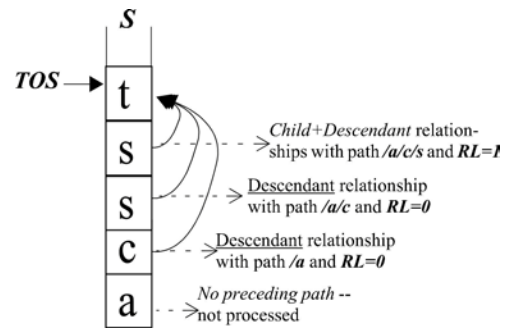 S
TOS
t
s
Child+Descendant relation-
ships with path /a/c/s and RL=1
s
Descendant relationship
with path /a/c and RL=0
c
Descendant relationship
with path /a and RL=0
a
No preceding path --
not processed